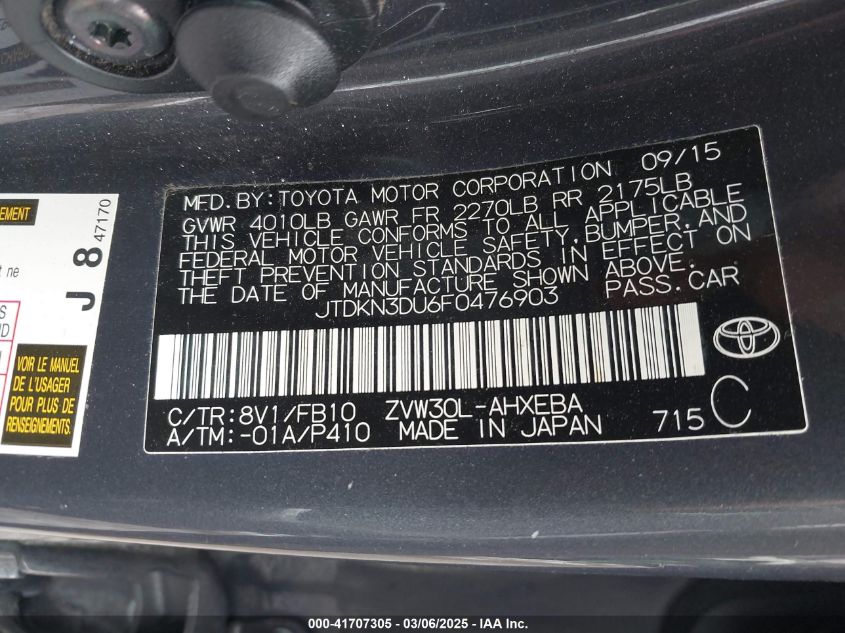 MFD. BY: TOYOTA MOTOR CORPORATION 09/15
GVWR 4010LB GAWR FR 2270LB RR 2175LB
THIS VEHICLE CONFORMS TO ALL APPLICABLE
FEDERAL MOTOR VEHICLE SAFETY, BUMPER, AND
THEFT PREVENTION STANDARDS IN EFFECT ON
THE DATE OF MANUFACTURE SHOWN ABOVE.
JTDKN3DU6F0476903 PASS. CAR
C/TR: 8V1/FB10 ZVW30L-AHXEBA
A/TM: -01A/P410 MADE IN JAPAN 715 C
J 8 47170
VOIR LE MANUEL
DE L'USAGER
POUR PLUS DE
RENSEIGNEMENTS.
000-41707305 - 03/06/2025 - © IAA, Inc.